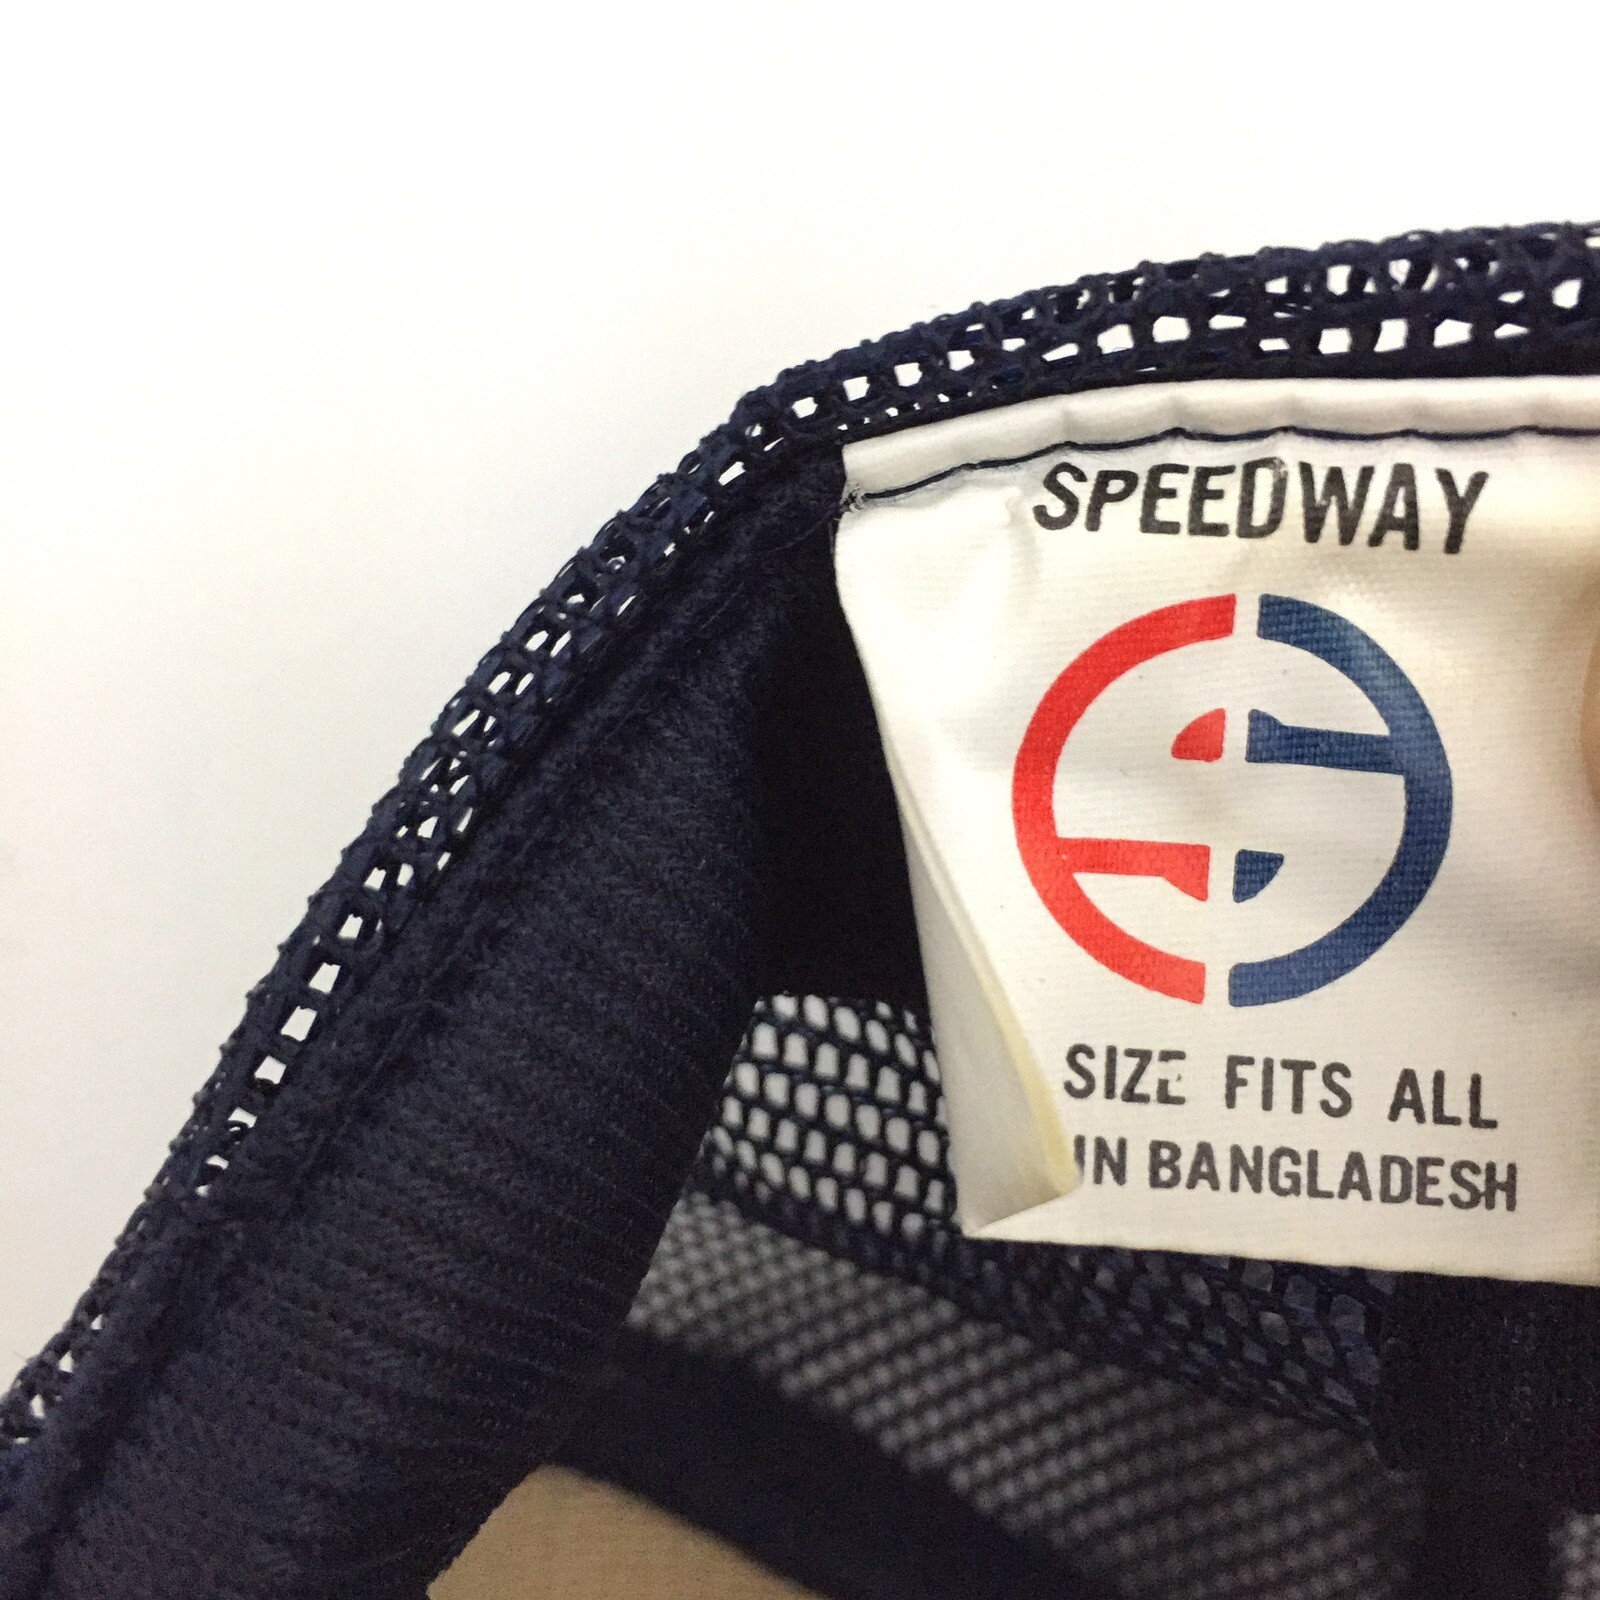 SPEEDWAY
S
SIZE FITS ALL
IN BANGLADESH